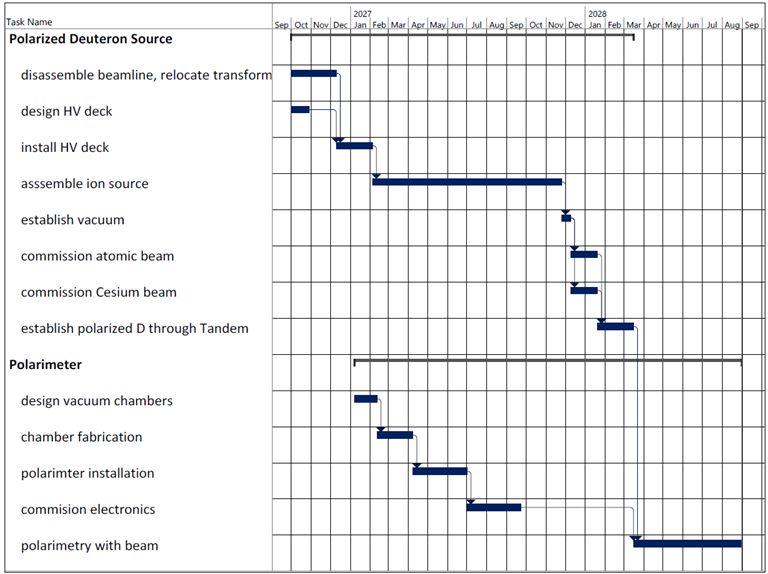 2027 2028
Task Name Sep Oct Nov Dec Jan Feb Mar Apr May Jun Jul Aug Sep Oct Nov Dec Jan Feb Mar Apr May Jun Jul Aug Sep
Polarized Deuteron Source
disassemble beamline, relocate transform
design HV deck
install HV deck
asssemble ion source
establish vacuum
commission atomic beam
commission Cesium beam
establish polarized D through Tandem
Polarimeter
design vacuum chambers
chamber fabrication
polarimter installation
commision electronics
polarimetry with beam